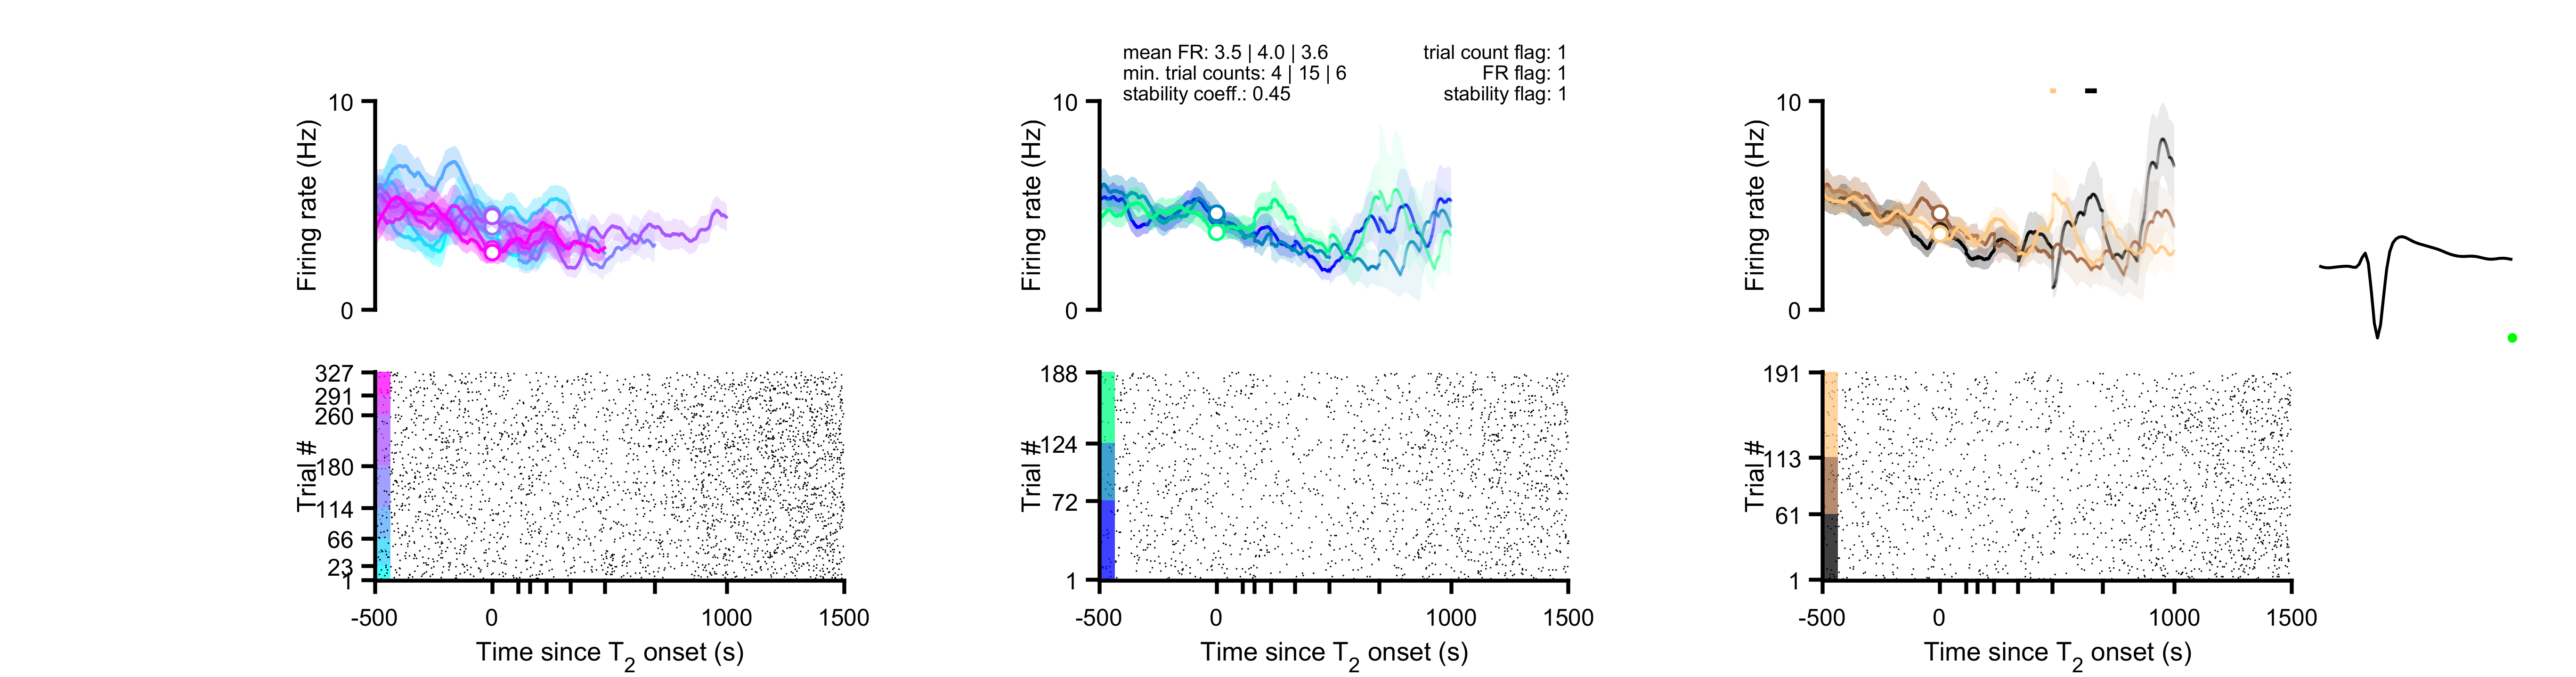 mean FR: 3.5 | 4.0 | 3.6
min. trial counts: 4 | 15 | 6
stability coeff.: 0.45
trial count flag: 1
FR flag: 1
stability flag: 1
10
0
Firing rate (Hz)
327
291
260
180
114
66
23
1
Trial #
-500
0
1000
1500
Time since T2 onset (s)
10
0
Firing rate (Hz)
188
124
72
1
Trial #
-500
0
1000
1500
Time since T2 onset (s)
10
0
Firing rate (Hz)
191
113
61
1
Trial #
-500
0
1000
1500
Time since T2 onset (s)